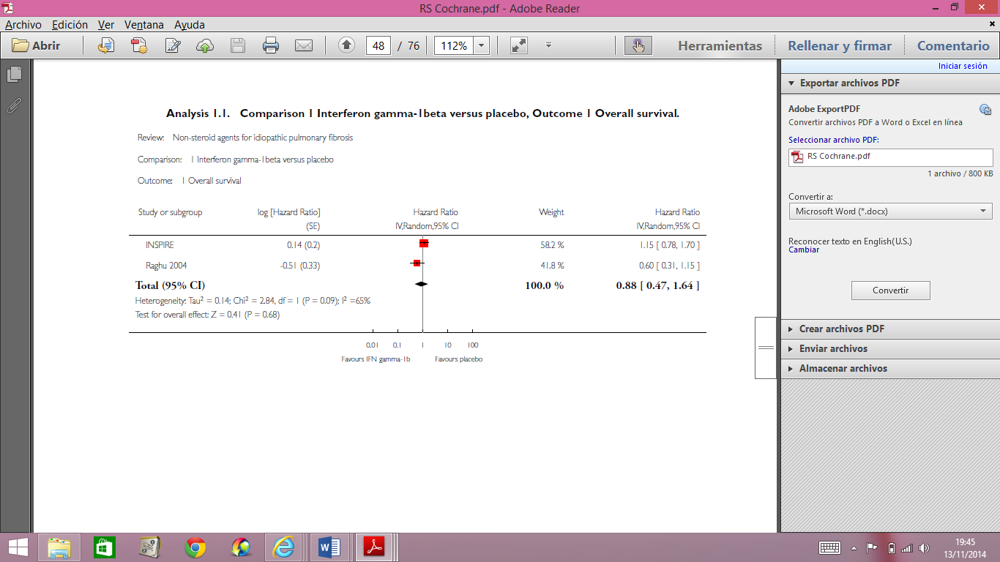 RS Cochrane.pdf - Adobe Reader
Archivo Edición Ver Ventana Ayuda
Abrir 48 / 76 112% Herramientas Rellenar y firmar Comentario
Iniciar sesión
Exportar archivos PDF
Adobe ExportPDF
Convertir archivos PDF a Word o Excel en línea
Seleccionar archivo PDF:
RS Cochrane.pdf
1 archivo / 800 KB
Convertir a:
Microsoft Word (*.docx)
Reconocer texto en English(U.S.)
Cambiar
Convertir
Crear archivos PDF
Enviar archivos
Almacenar archivos
Analysis 1.1. Comparison 1 Interferon gamma-1beta versus placebo, Outcome 1 Overall survival.
Review: Non-steroid agents for idiopathic pulmonary fibrosis
Comparison: 1 Interferon gamma-1beta versus placebo
Outcome: 1 Overall survival
Study or subgroup log [Hazard Ratio] Hazard Ratio Weight Hazard Ratio
(SE) IV,Random,95% CI IV,Random,95% CI
INSPIRE 0.14 (0.2) 58.2 % 1.15 [ 0.78, 1.70 ]
Raghu 2004 -0.51 (0.33) 41.8 % 0.60 [ 0.31, 1.15 ]
Total (95% CI) 100.0 % 0.88 [ 0.47, 1.64 ]
Heterogeneity: Tau² = 0.14; Chi² = 2.84, df = 1 (P = 0.09); I² =65%
Test for overall effect: Z = 0.41 (P = 0.68)
0.01 0.1 1 10 100
Favours IFN gamma-1b Favours placebo
19:45
13/11/2014